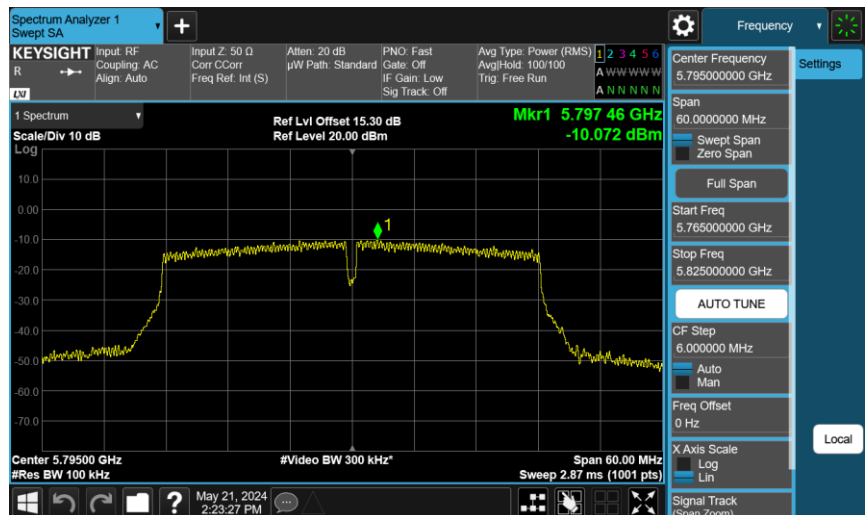 Spectrum Analyzer 1
Swept SA
+
Frequency
KEYSIGHT
R
LXI
Input: RF
Coupling: AC
Align: Auto
Input Z: 50 Ω
Corr CCorr
Freq Ref: Int (S)
Atten: 20 dB
µW Path: Standard
PNO: Fast
Gate: Off
IF Gain: Low
Sig Track: Off
Avg Type: Power (RMS)
Avg|Hold: 100/100
Trig: Free Run
1 2 3 4 5 6
A W W W W W
A N N N N N
1 Spectrum
Scale/Div 10 dB
Log
Ref Lvl Offset 15.30 dB
Ref Level 20.00 dBm
Mkr1 5.797 46 GHz
-10.072 dBm
10.0
0.00
-10.0
-20.0
-30.0
-40.0
-50.0
-60.0
-70.0
1
Center 5.79500 GHz
#Res BW 100 kHz
#Video BW 300 kHz*
Span 60.00 MHz
Sweep 2.87 ms (1001 pts)
?
May 21, 2024
2:23:27 PM
Center Frequency
5.795000000 GHz
Span
60.0000000 MHz
Swept Span
Zero Span
Full Span
Start Freq
5.765000000 GHz
Stop Freq
5.825000000 GHz
AUTO TUNE
CF Step
6.000000 MHz
Auto
Man
Freq Offset
0 Hz
X Axis Scale
Log
Lin
Signal Track
(Span Zoom)
Settings
Local